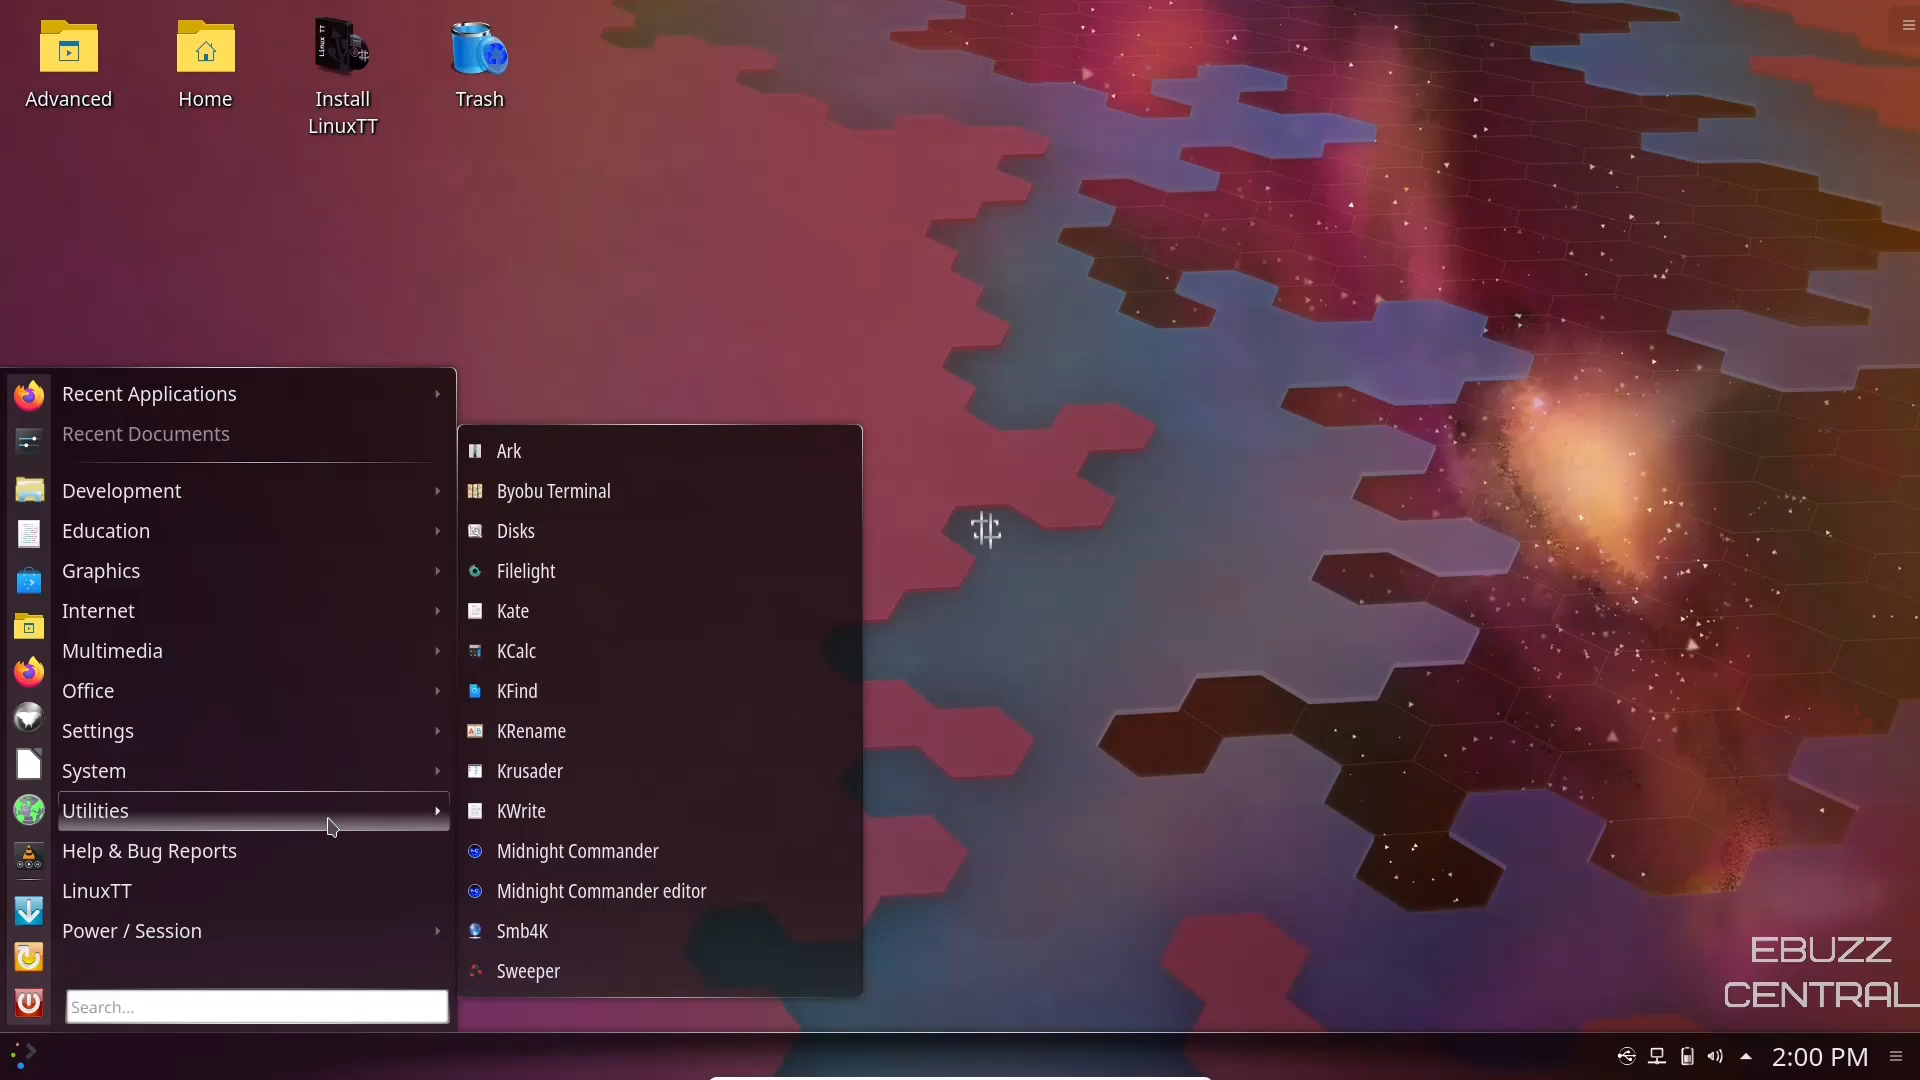 Advanced
Home
Install
LinuxTT
Trash
Recent Applications
Recent Documents
Development
Education
Graphics
Internet
Multimedia
Office
Settings
System
Utilities
Help & Bug Reports
LinuxTT
Power / Session
Search...
Ark
Byobu Terminal
Disks
Filelight
Kate
KCalc
KFind
KRename
Krusader
KWrite
Midnight Commander
Midnight Commander editor
Smb4K
Sweeper
EBUZZ
CENTRAL
2:00 PM